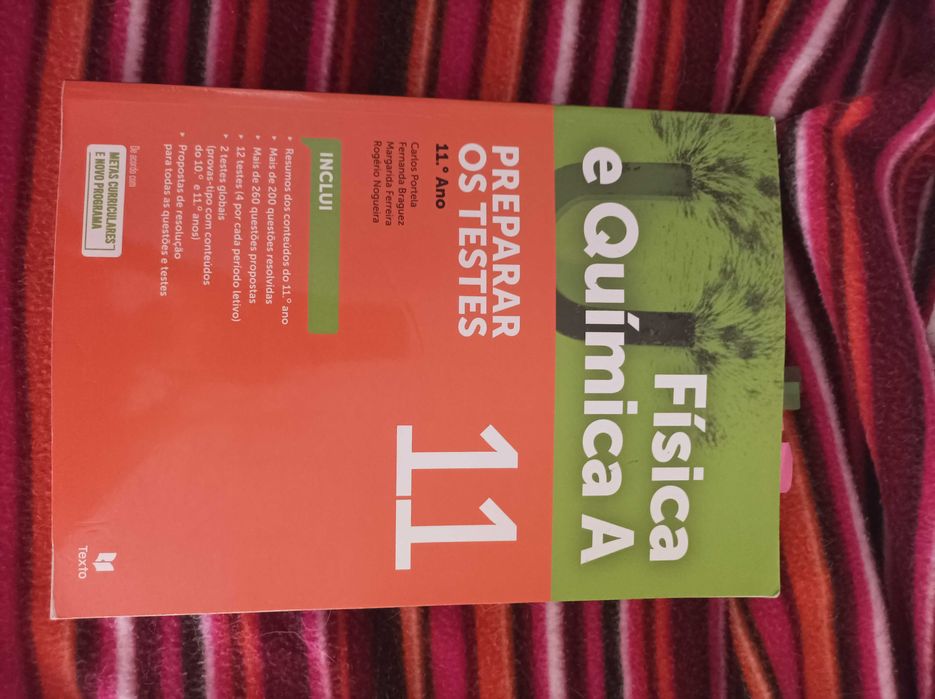 Física
e Química A
PREPARAR
OS TESTES
11
11.º Ano
Carlos Portela
Fernanda Braguez
Margarida Ferreira
Rogério Nogueira
INCLUI
• Resumos dos conteúdos do 11.º ano
• Mais de 200 questões resolvidas
• Mais de 260 questões propostas
• 12 testes (4 por cada período letivo)
• 2 testes globais
(provas-tipo com conteúdos
do 10.º e 11.º anos)
• Propostas de resolução
para todas as questões e testes
De acordo com
METAS CURRICULARES
E NOVO PROGRAMA
Texto